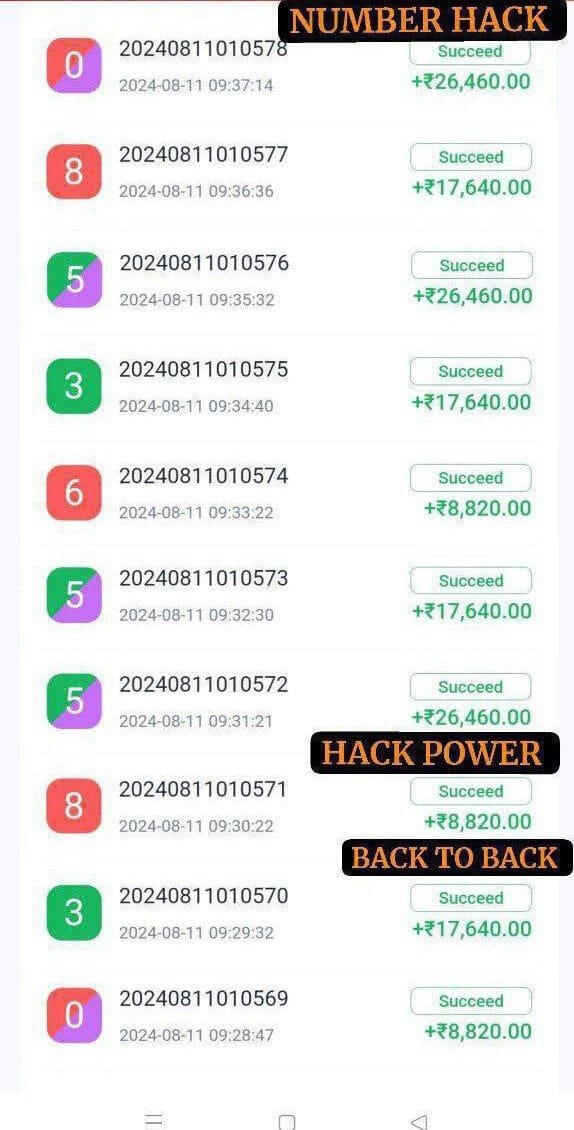 NUMBER HACK
0 20240811010578 Succeed
2024-08-11 09:37:14 +₹26,460.00
8 20240811010577 Succeed
2024-08-11 09:36:36 +₹17,640.00
5 20240811010576 Succeed
2024-08-11 09:35:32 +₹26,460.00
3 20240811010575 Succeed
2024-08-11 09:34:40 +₹17,640.00
6 20240811010574 Succeed
2024-08-11 09:33:22 +₹8,820.00
5 20240811010573 Succeed
2024-08-11 09:32:30 +₹17,640.00
5 20240811010572 Succeed
2024-08-11 09:31:21 +₹26,460.00
HACK POWER
8 20240811010571 Succeed
2024-08-11 09:30:22 +₹8,820.00
BACK TO BACK
3 20240811010570 Succeed
2024-08-11 09:29:32 +₹17,640.00
0 20240811010569 Succeed
2024-08-11 09:28:47 +₹8,820.00